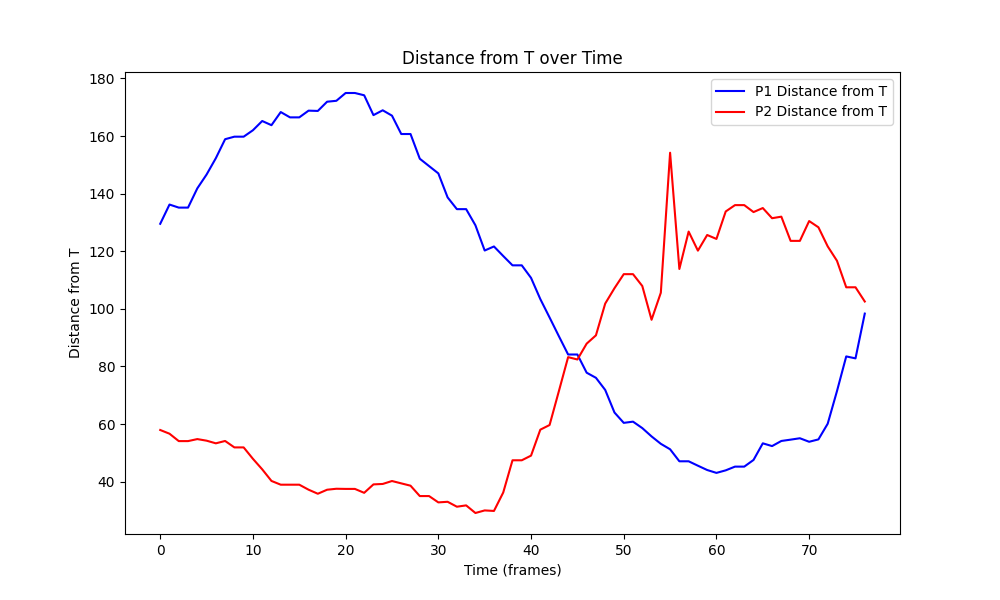 Distance from T over Time
P1 Distance from T
P2 Distance from T
Distance from T
180
160
140
120
100
80
60
40
0 10 20 30 40 50 60 70
Time (frames)